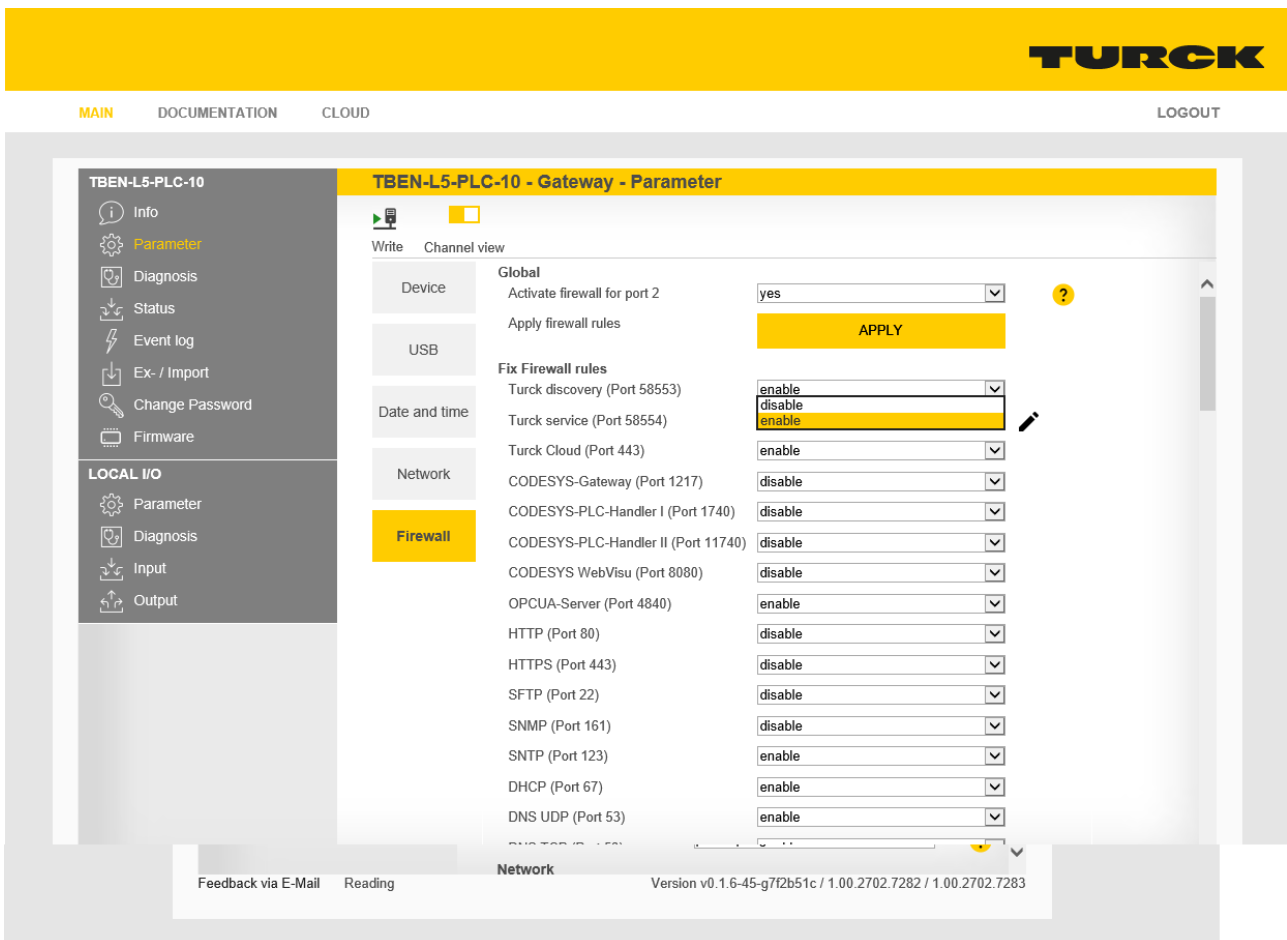 TURCK
MAIN DOCUMENTATION CLOUD LOGOUT
TBEN-L5-PLC-10
Info
Parameter
Diagnosis
Status
Event log
Ex- / Import
Change Password
Firmware
LOCAL I/O
Parameter
Diagnosis
Input
Output
TBEN-L5-PLC-10 - Gateway - Parameter
Write Channel view
Device
USB
Date and time
Network
Firewall
Global
Activate firewall for port 2 yes ?
Apply firewall rules APPLY
Fix Firewall rules
Turck discovery (Port 58553) enable
disable
Turck service (Port 58554) enable
Turck Cloud (Port 443) enable
CODESYS-Gateway (Port 1217) disable
CODESYS-PLC-Handler I (Port 1740) disable
CODESYS-PLC-Handler II (Port 11740) disable
CODESYS WebVisu (Port 8080) disable
OPCUA-Server (Port 4840) enable
HTTP (Port 80) disable
HTTPS (Port 443) disable
SFTP (Port 22) disable
SNMP (Port 161) disable
SNTP (Port 123) enable
DHCP (Port 67) enable
DNS UDP (Port 53) enable
Network
Feedback via E-Mail Reading Version v0.1.6-45-g7f2b51c / 1.00.2702.7282 / 1.00.2702.7283